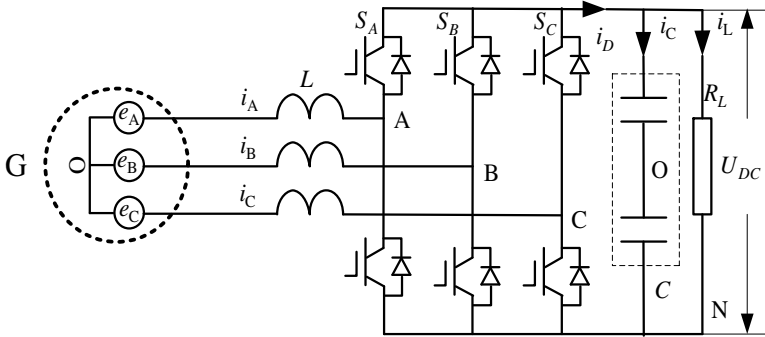 S_A
S_B
S_C
i_D
i_C
i_L
L
i_A
A
R_L
e_A
G
O
e_B
i_B
B
O
U_DC
e_C
i_C
C
C
N